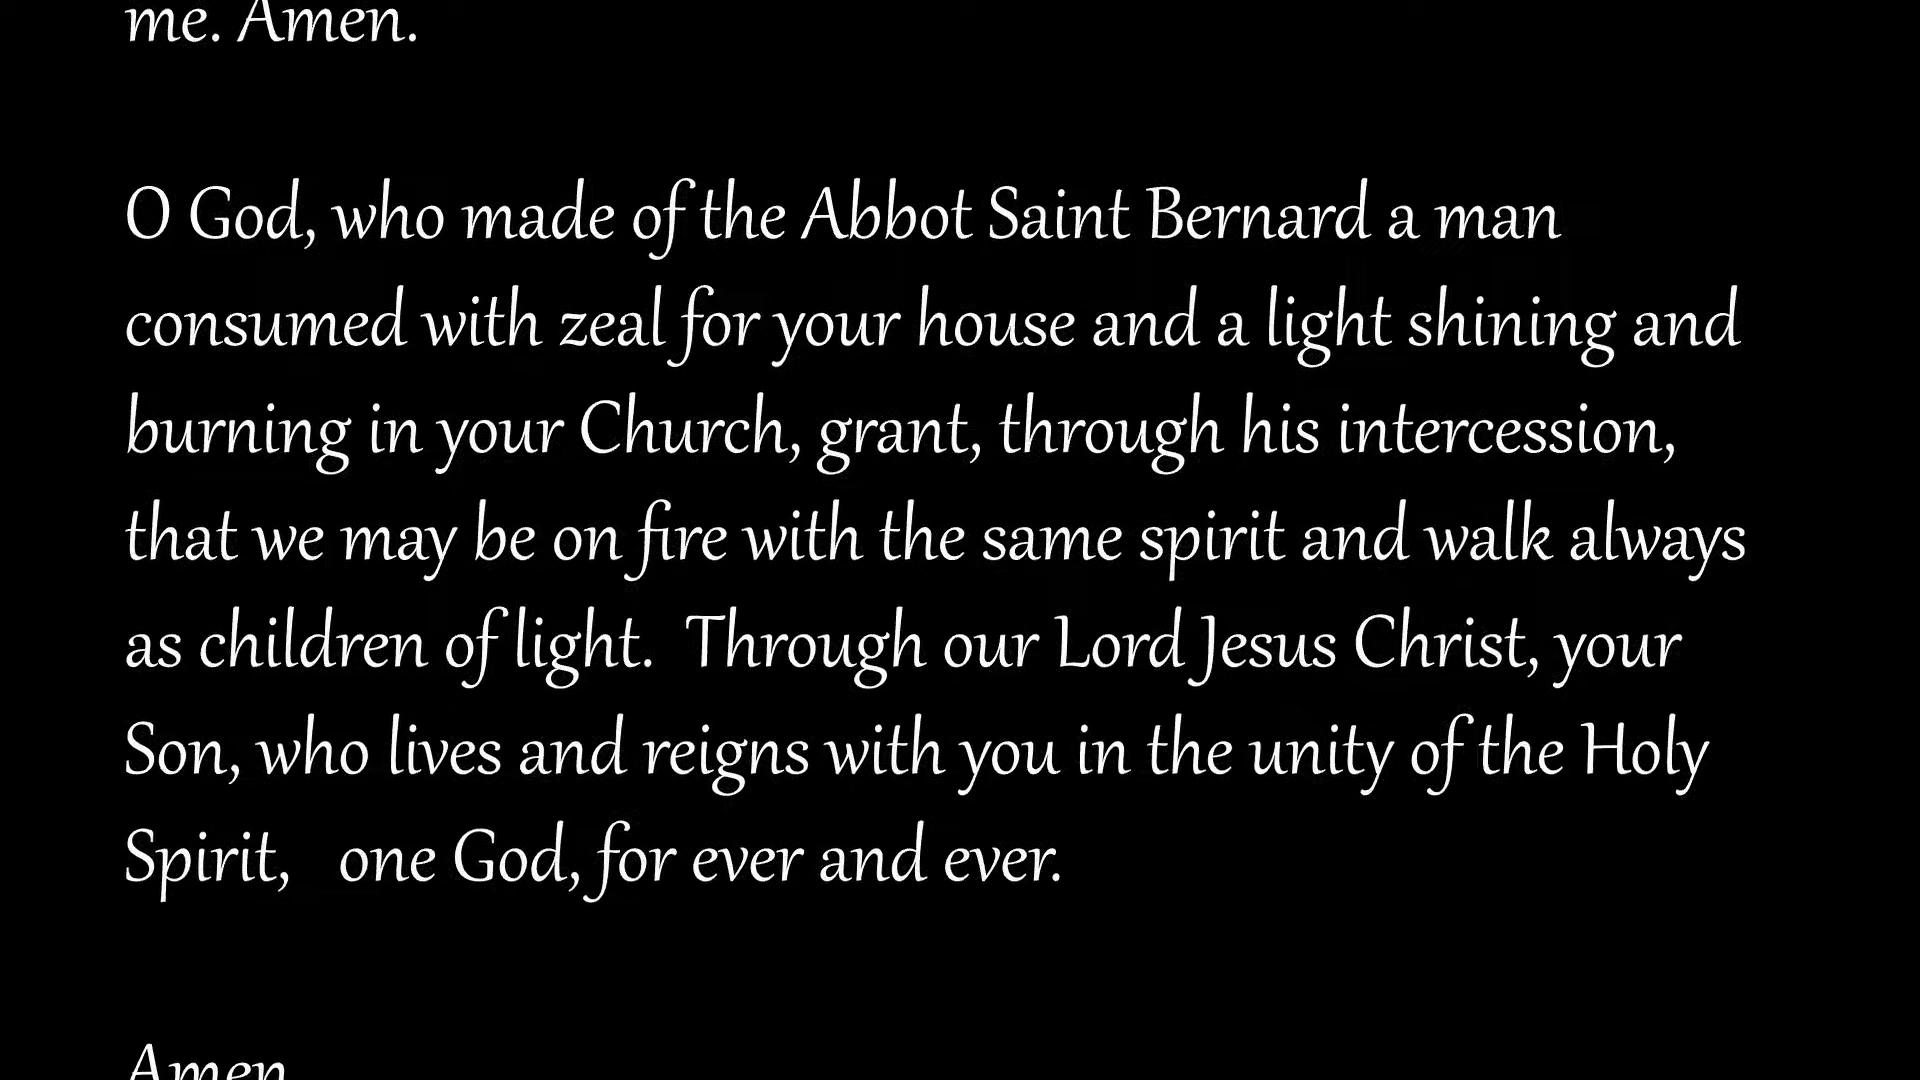 me. Amen.
O God, who made of the Abbot Saint Bernard a man
consumed with zeal for your house and a light shining and
burning in your Church, grant, through his intercession,
that we may be on fire with the same spirit and walk always
as children of light.  Through our Lord Jesus Christ, your
Son, who lives and reigns with you in the unity of the Holy
Spirit,   one God, for ever and ever.
Amen